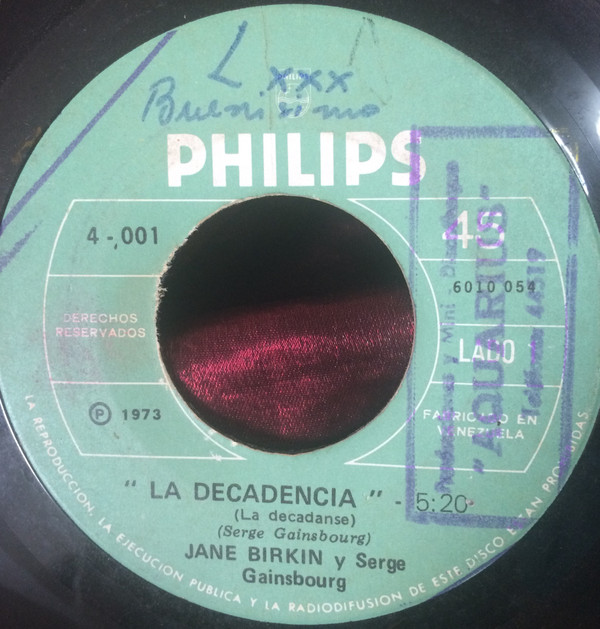 L xxx
Buenisimo
PHILIPS
4-,001
45
6010 054
DERECHOS
RESERVADOS
LADO
Ⓟ 1973
FABRICADO EN
VENEZUELA
"AQUARIUS"
" LA DECADENCIA " - 5:20
(La decadanse)
(Serge Gainsbourg)
JANE BIRKIN y Serge
Gainsbourg
LA REPRODUCCION, LA EJECUCION PUBLICA Y LA RADIODIFUSION DE ESTE DISCO ESTAN PROHIBIDAS